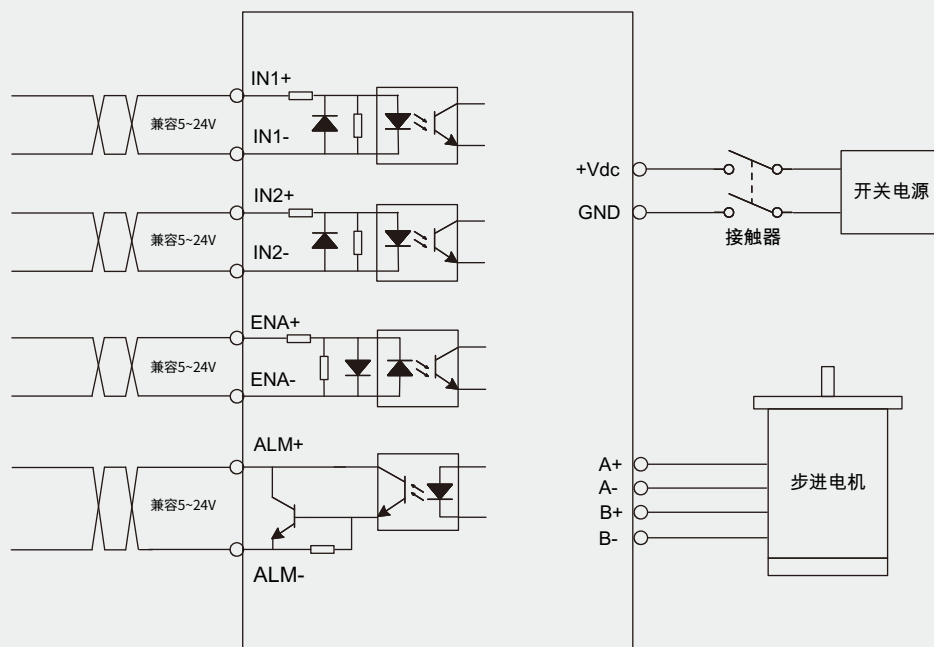 IN1+
兼容5~24V
IN1-
IN2+
兼容5~24V
IN2-
ENA+
兼容5~24V
ENA-
ALM+
兼容5~24V
ALM-
+Vdc
GND
接触器
开关电源
A+
A-
B+
B-
步进电机